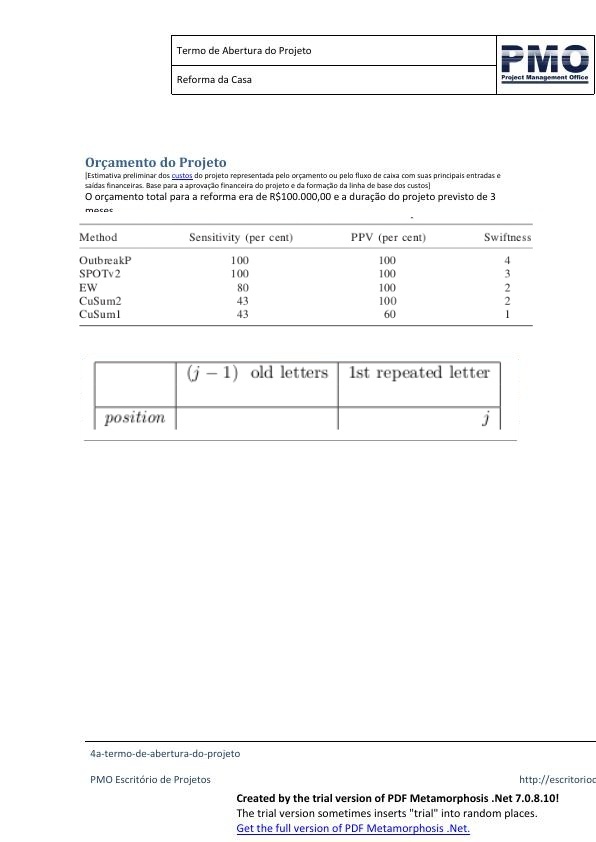 Termo de Abertura do Projeto
PMO
Project Management Office
Reforma da Casa
Orçamento do Projeto
[Estimativa preliminar dos custos do projeto representada pelo orçamento ou pelo fluxo de caixa com suas principais entradas e
saídas financeiras. Base para a aprovação financeira do projeto e da formação da linha de base dos custos]
O orçamento total para a reforma era de R$100.000,00 e a duração do projeto previsto de 3
meses
Method Sensitivity (per cent) PPV (per cent) Swiftness
OutbreakP 100 100 4
SPOTv2 100 100 3
EW 80 100 2
CuSum2 43 100 2
CuSum1 43 60 1
(j − 1) old letters 1st repeated letter
position j
4a-termo-de-abertura-do-projeto
PMO Escritório de Projetos http://escritorio
Created by the trial version of PDF Metamorphosis .Net 7.0.8.10!
The trial version sometimes inserts "trial" into random places.
Get the full version of PDF Metamorphosis .Net.